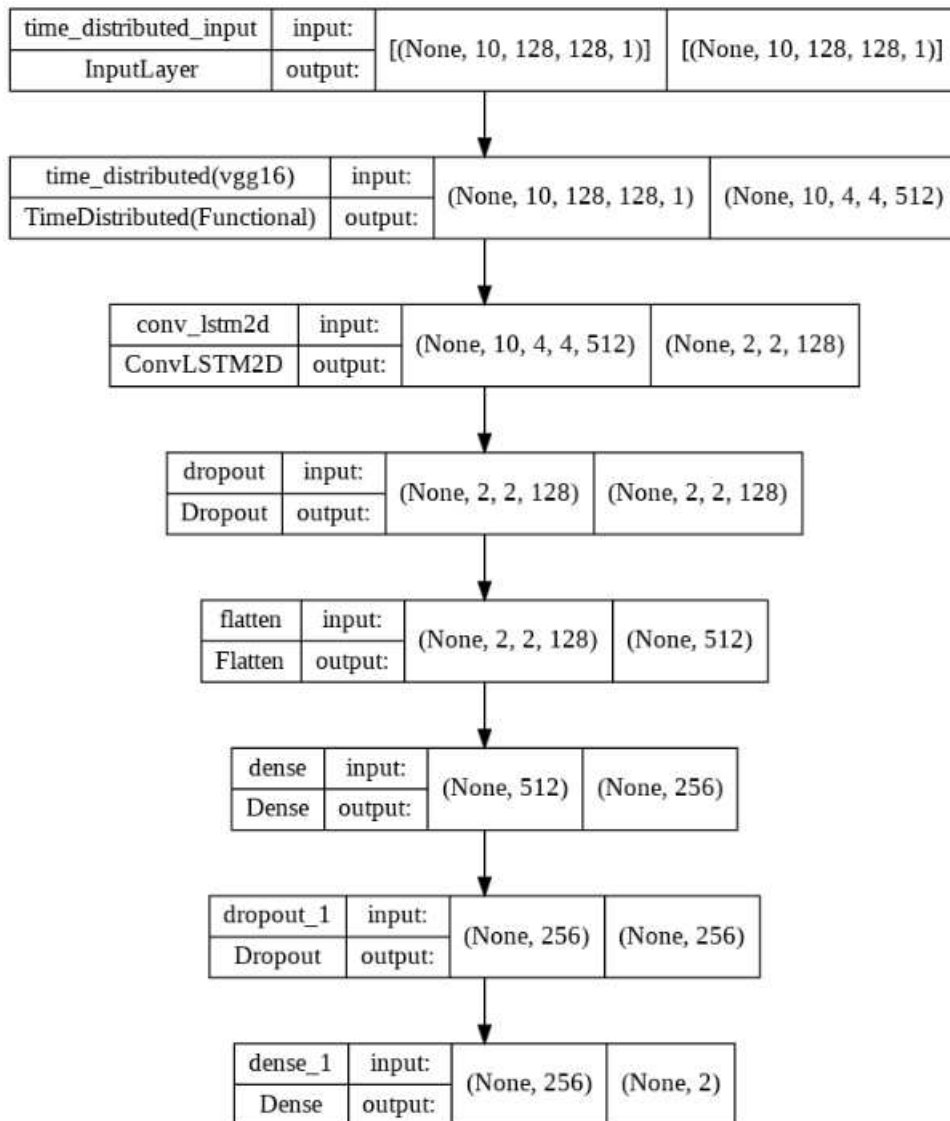 time_distributed_input input: [(None, 10, 128, 128, 1)] [(None, 10, 128, 128, 1)]
InputLayer output:
time_distributed(vgg16) input: (None, 10, 128, 128, 1) (None, 10, 4, 4, 512)
TimeDistributed(Functional) output:
conv_lstm2d input: (None, 10, 4, 4, 512) (None, 2, 2, 128)
ConvLSTM2D output:
dropout input: (None, 2, 2, 128) (None, 2, 2, 128)
Dropout output:
flatten input: (None, 2, 2, 128) (None, 512)
Flatten output:
dense input: (None, 512) (None, 256)
Dense output:
dropout_1 input: (None, 256) (None, 256)
Dropout output:
dense_1 input: (None, 256) (None, 2)
Dense output: